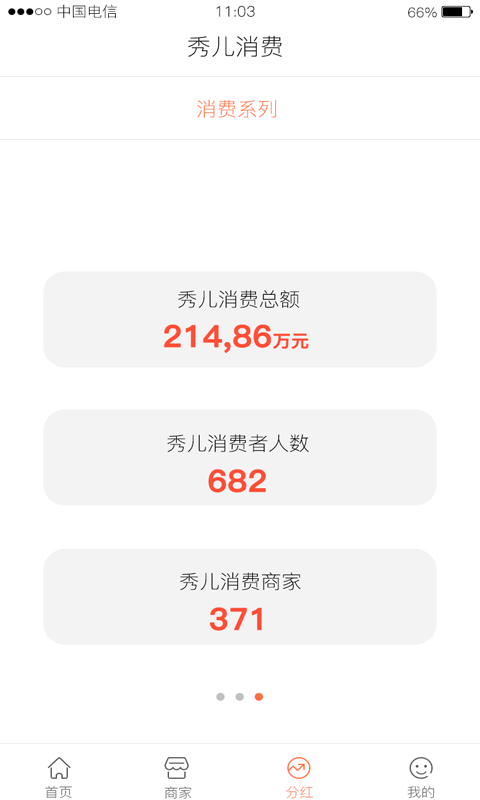 中国电信 11:03 66%
秀儿消费
消费系列
秀儿消费总额
214,86万元
秀儿消费者人数
682
秀儿消费商家
371
首页 商家 分红 我的